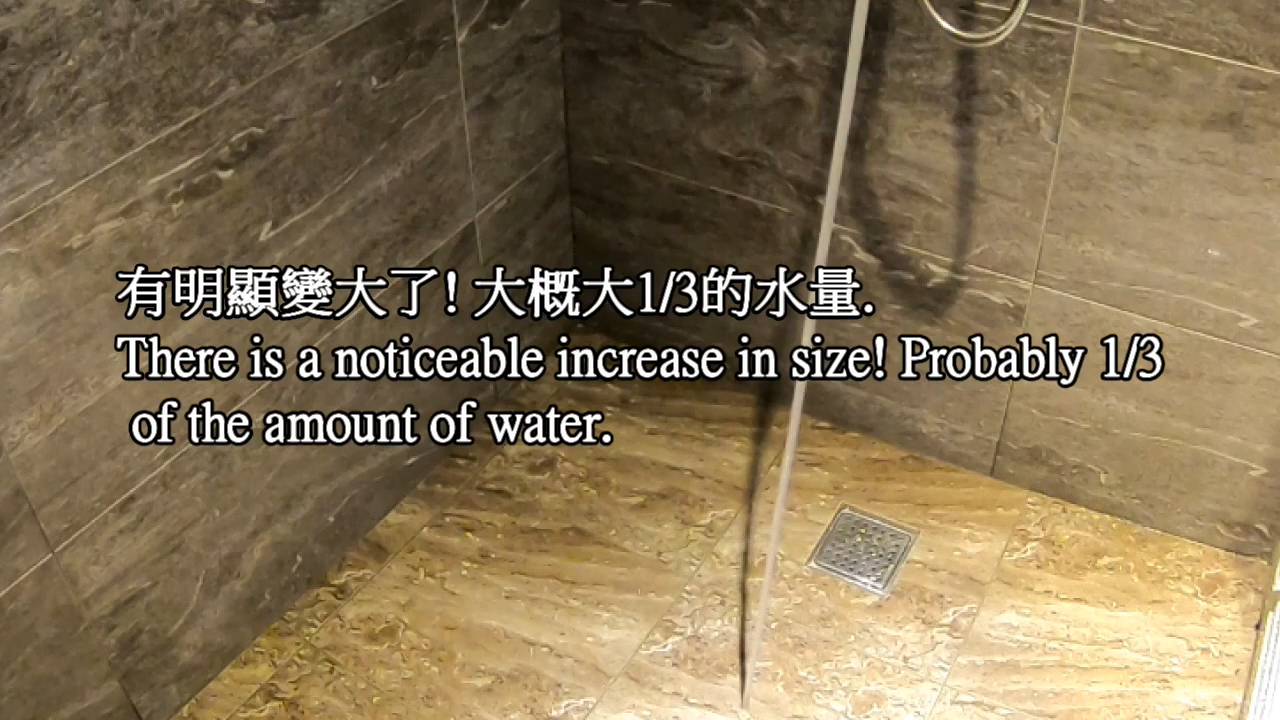 有明顯變大了! 大概大1/3的水量.
There is a noticeable increase in size! Probably 1/3
of the amount of water.